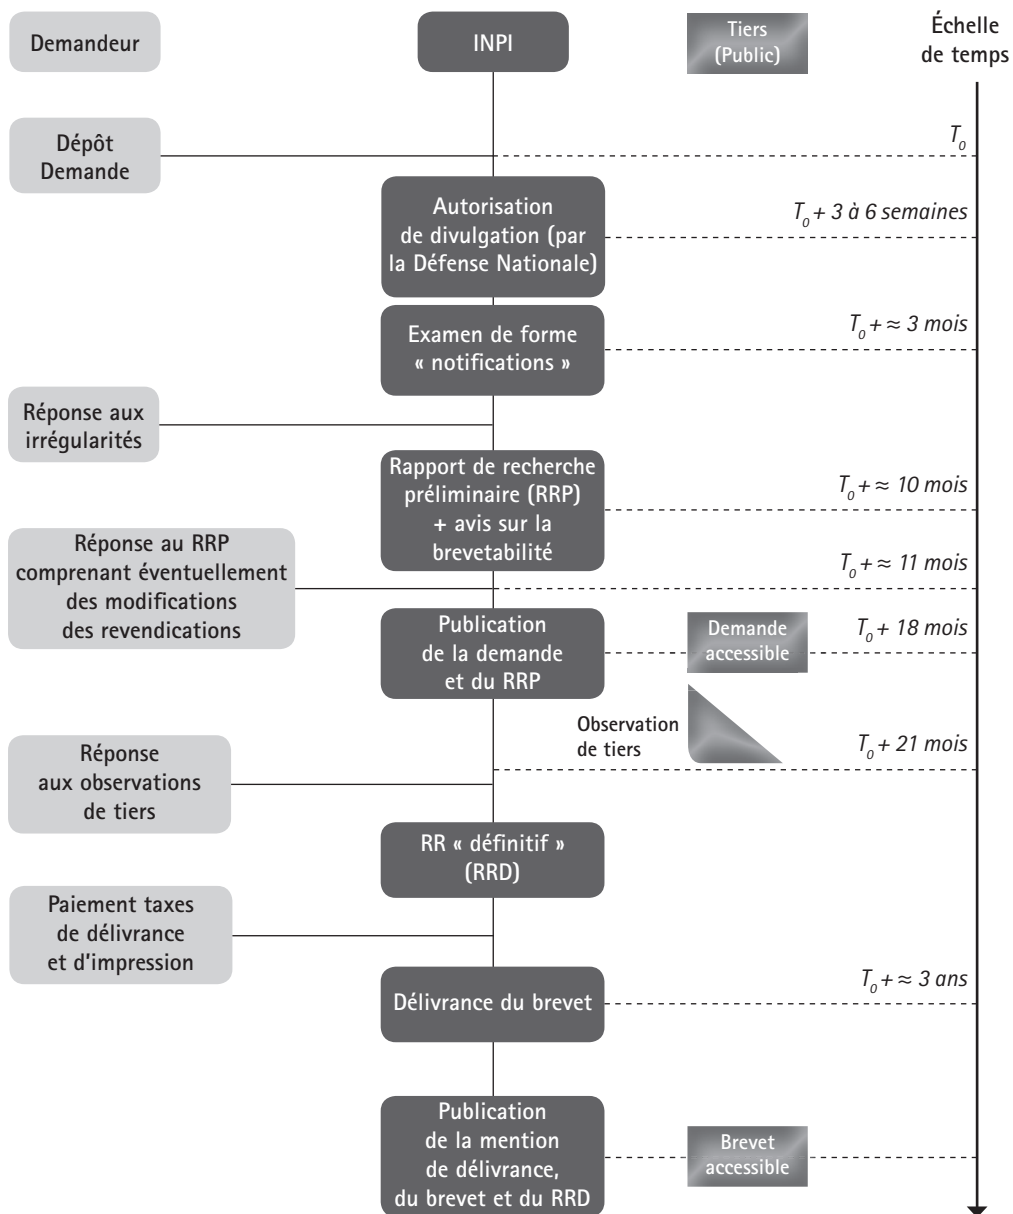 Demandeur
INPI
Tiers
(Public)
Échelle
de temps
Dépôt
Demande
T0
Autorisation
de divulgation (par
la Défense Nationale)
T0 + 3 à 6 semaines
Examen de forme
« notifications »
T0 + ≈ 3 mois
Réponse aux
irrégularités
Rapport de recherche
préliminaire (RRP)
+ avis sur la
brevetabilité
T0 + ≈ 10 mois
Réponse au RRP
comprenant éventuellement
des modifications
des revendications
T0 + ≈ 11 mois
Publication
de la demande
et du RRP
Demande
accessible
T0 + 18 mois
Observation
de tiers
T0 + 21 mois
Réponse
aux observations
de tiers
RR « définitif »
(RRD)
Paiement taxes
de délivrance
et d'impression
Délivrance du brevet
T0 + ≈ 3 ans
Publication
de la mention
de délivrance,
du brevet et du RRD
Brevet
accessible